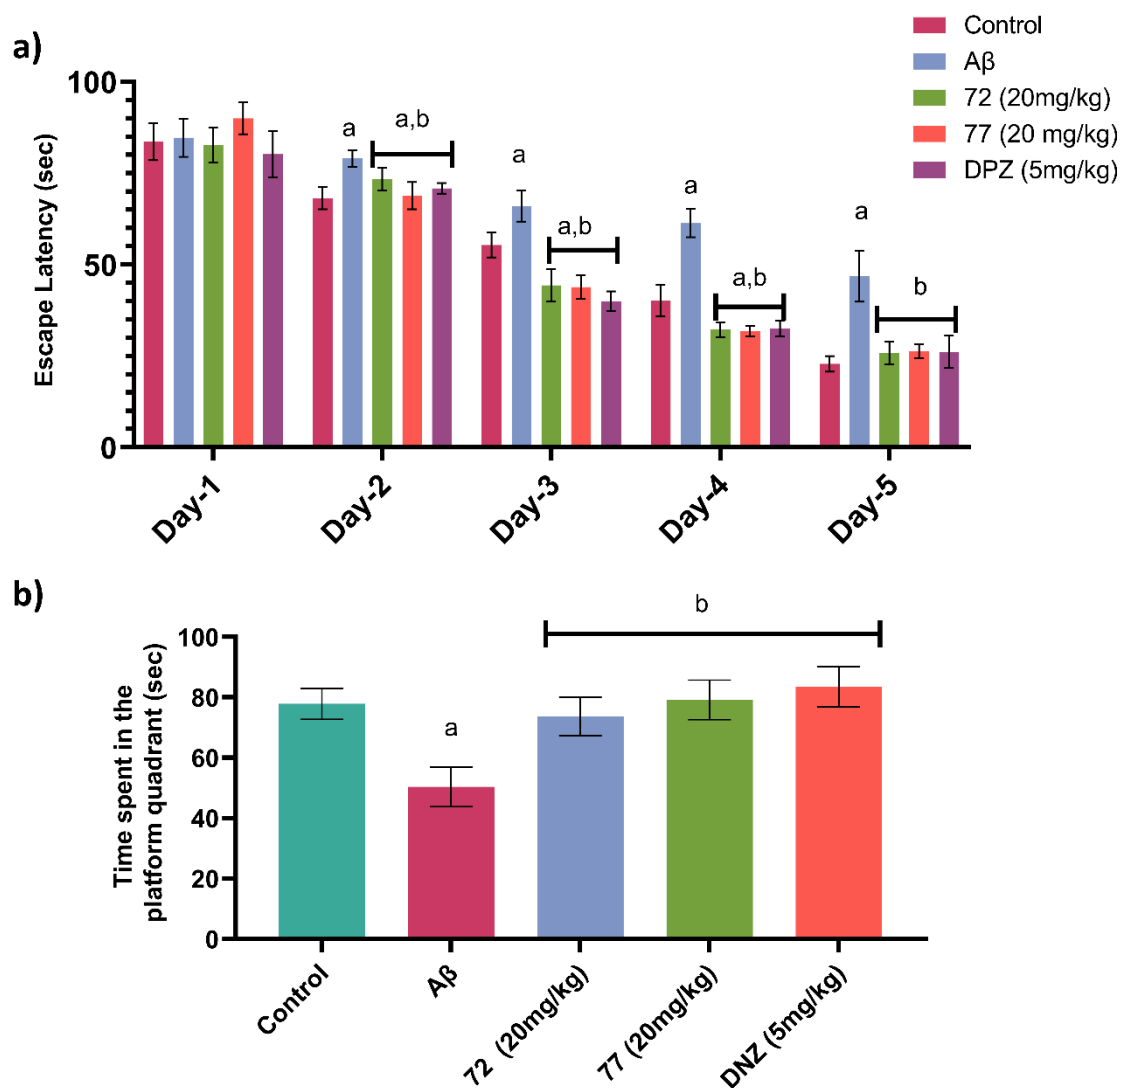 a)
Control
Aβ
72 (20mg/kg)
77 (20 mg/kg)
DPZ (5mg/kg)
Escape Latency (sec)
100
50
0
a
a,b
a
a,b
a
a,b
a
b
Day-1
Day-2
Day-3
Day-4
Day-5
b)
Time spent in the
platform quadrant (sec)
100
80
60
40
20
0
a
b
Control
Aβ
72 (20mg/kg)
77 (20mg/kg)
DNZ (5mg/kg)